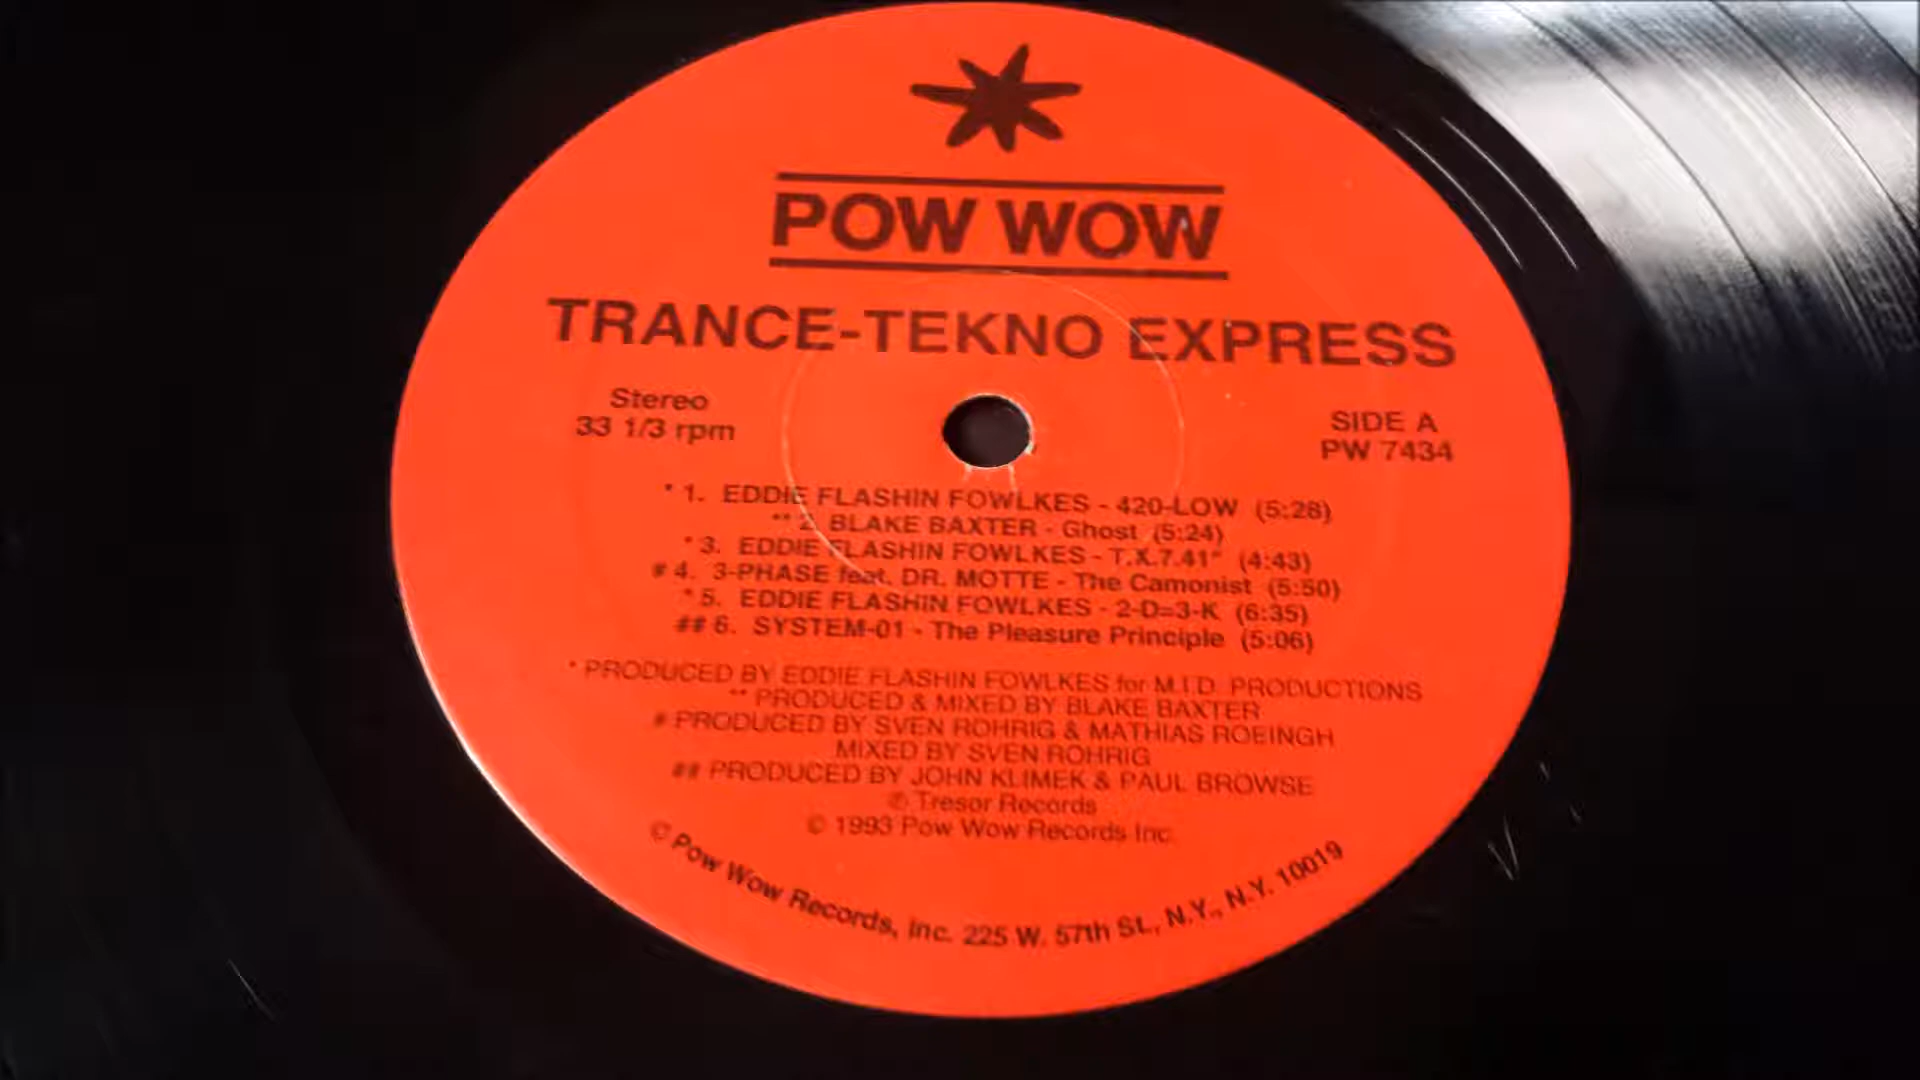 POW WOW
TRANCE-TEKNO EXPRESS
Stereo
33 1/3 rpm
SIDE A
PW 7434
* 1. EDDIE FLASHIN FOWLKES - 420-LOW (5:28)
** 2. BLAKE BAXTER - Ghost (5:24)
* 3. EDDIE FLASHIN FOWLKES - T.X.7.41" (4:43)
# 4. 3-PHASE feat. DR. MOTTE - The Camonist (5:50)
* 5. EDDIE FLASHIN FOWLKES - 2-D=3-K (6:35)
## 6. SYSTEM-01 - The Pleasure Principle (5:06)
* PRODUCED BY EDDIE FLASHIN FOWLKES for M.I.D. PRODUCTIONS
** PRODUCED & MIXED BY BLAKE BAXTER
# PRODUCED BY SVEN ROHRIG & MATHIAS ROEINGH
MIXED BY SVEN ROHRIG
## PRODUCED BY JOHN KLIMEK & PAUL BROWSE
℗ Tresor Records
© 1993 Pow Wow Records Inc.
© Pow Wow Records, Inc. 225 W. 57th St., N.Y., N.Y. 10019